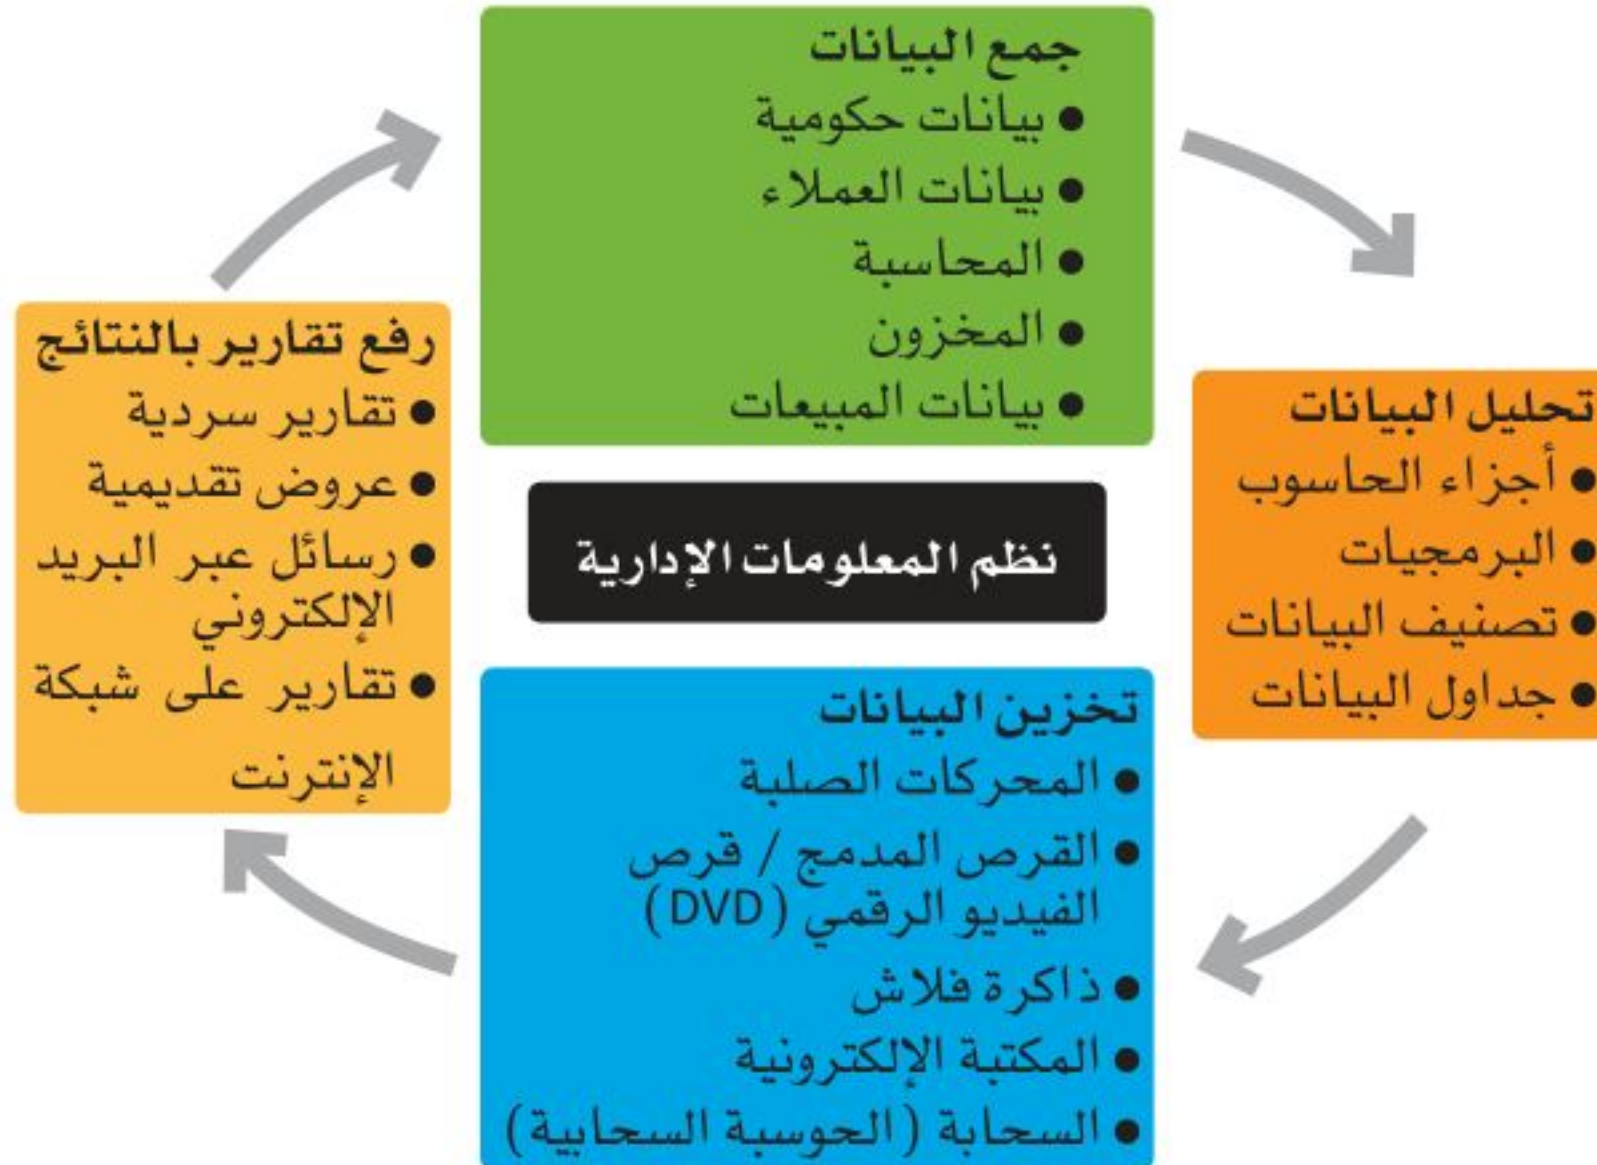 جمع البيانات
• بيانات حكومية
• بيانات العملاء
• المحاسبة
• المخزون
• بيانات المبيعات
تحليل البيانات
• أجزاء الحاسوب
• البرمجيات
• تصنيف البيانات
• جداول البيانات
نظم المعلومات الإدارية
تخزين البيانات
• المحركات الصلبة
• القرص المدمج / قرص
الفيديو الرقمي (DVD)
• ذاكرة فلاش
• المكتبة الإلكترونية
• السحابة (الحوسبة السحابية)
رفع تقارير بالنتائج
• تقارير سردية
• عروض تقديمية
• رسائل عبر البريد
الإلكتروني
• تقارير على شبكة
الإنترنت